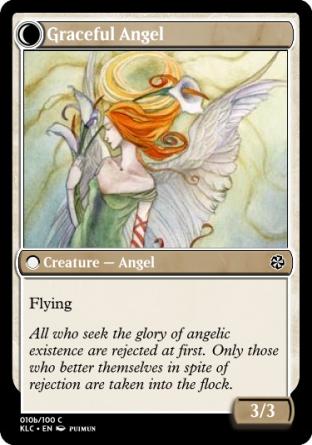 Graceful Angel
Creature — Angel
Flying
All who seek the glory of angelic
existence are rejected at first. Only those
who better themselves in spite of
rejection are taken into the flock.
3/3
010b/100 C
KLC • EN PUIMUN